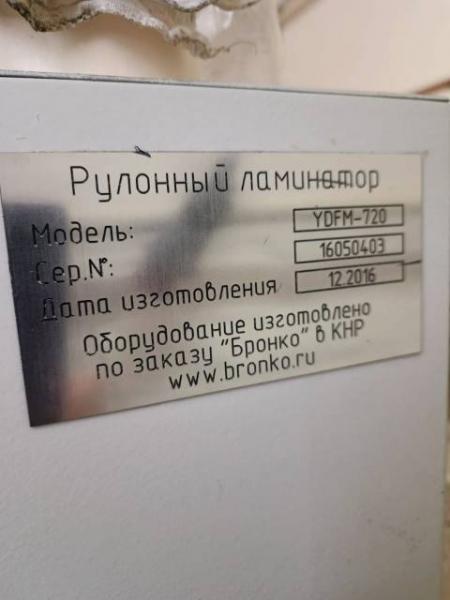 Рулонный ламинатор
Модель: YDFM-720
Сер.№: 16050403
Дата изготовления 12.2016
Оборудование изготовлено
по заказу "Бронко" в КНР
www.bronko.ru